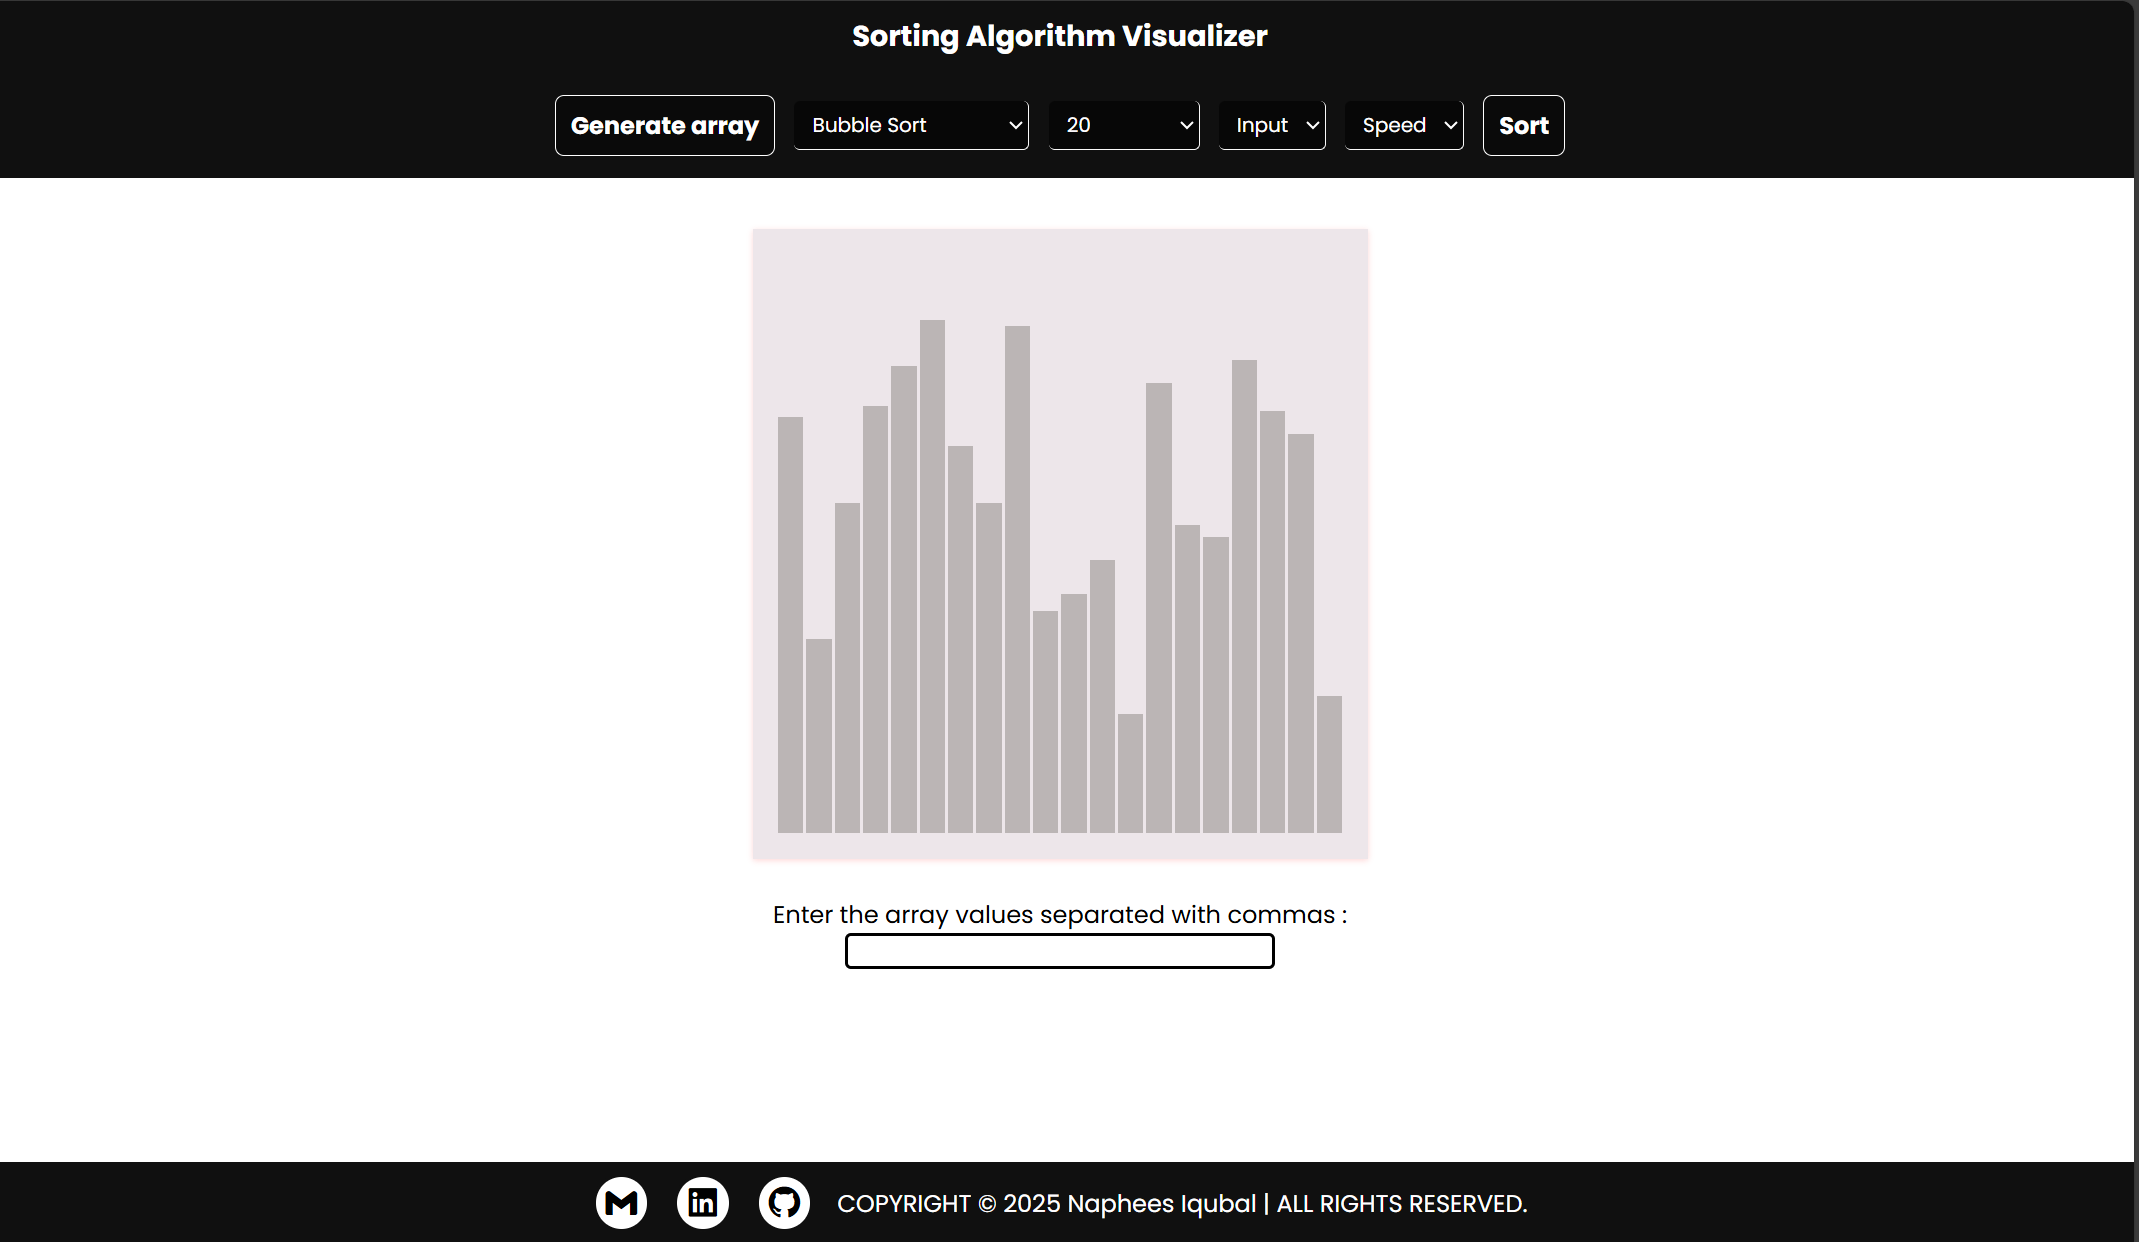 Sorting Algorithm Visualizer
Generate array
Bubble Sort
20
Input
Speed
Sort
Enter the array values separated with commas :
COPYRIGHT © 2025 Naphees Iqubal | ALL RIGHTS RESERVED.